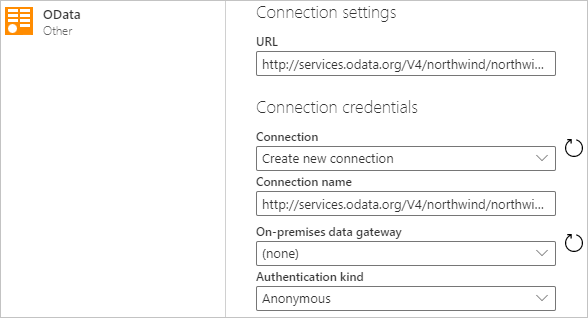 OData
Other
Connection settings
URL
http://services.odata.org/V4/northwind/northwi...
Connection credentials
Connection
Create new connection
Connection name
http://services.odata.org/V4/northwind/northwi...
On-premises data gateway
(none)
Authentication kind
Anonymous